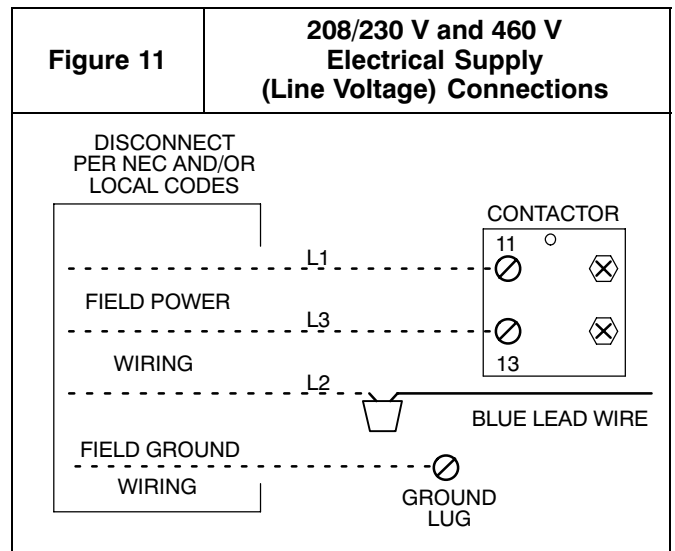 Figure 11
208/230 V and 460 V
Electrical Supply
(Line Voltage) Connections
DISCONNECT
PER NEC AND/OR
LOCAL CODES
CONTACTOR
11
L1
FIELD POWER
L3
WIRING
13
L2
BLUE LEAD WIRE
FIELD GROUND
WIRING
GROUND
LUG